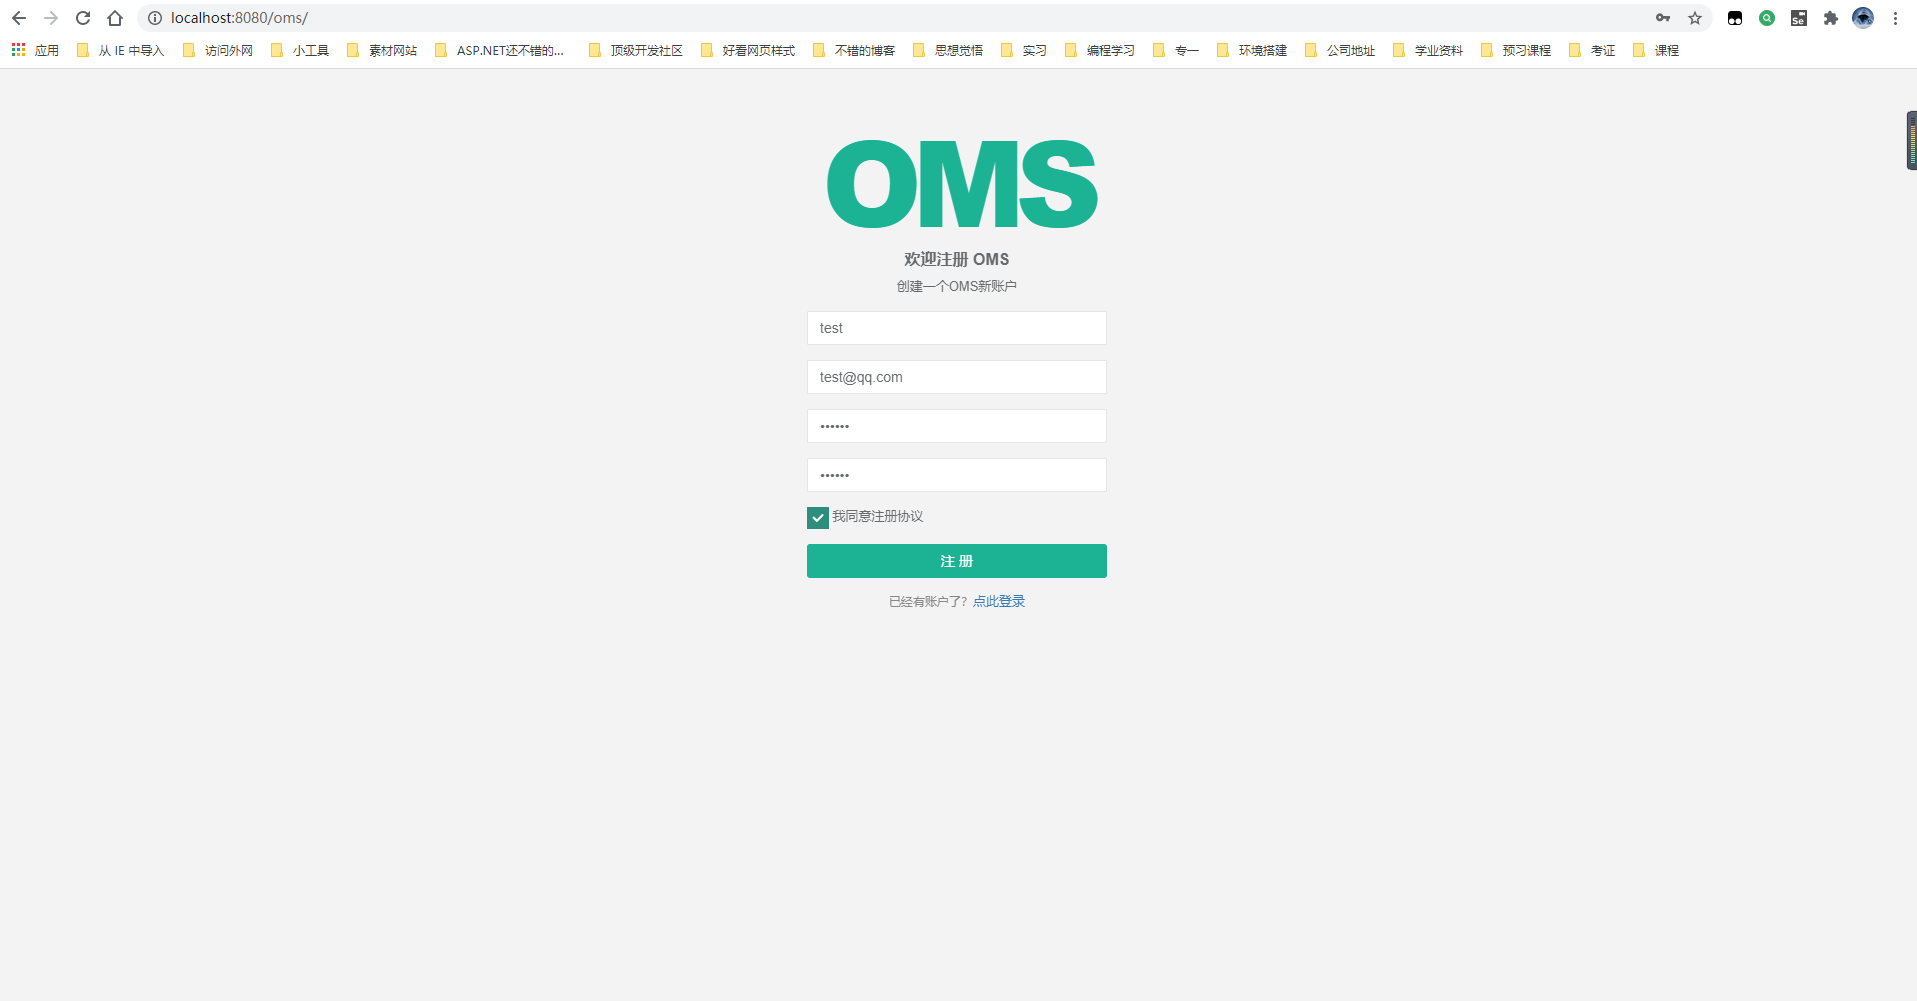 localhost:8080/oms/
应用 从 IE 中导入 访问外网 小工具 素材网站 ASP.NET还不错的... 顶级开发社区 好看网页样式 不错的博客 思想觉悟 实习 编程学习 专一 环境搭建 公司地址 学业资料 预习课程 考证 课程
OMS
欢迎注册 OMS
创建一个OMS新账户
test
test@qq.com
••••••
••••••
我同意注册协议
注 册
已经有账户了? 点此登录